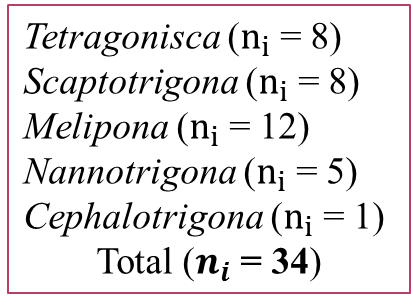 Tetragonisca (nᵢ = 8)
Scaptotrigona (nᵢ = 8)
Melipona (nᵢ = 12)
Nannotrigona (nᵢ = 5)
Cephalotrigona (nᵢ = 1)
Total (nᵢ = 34)